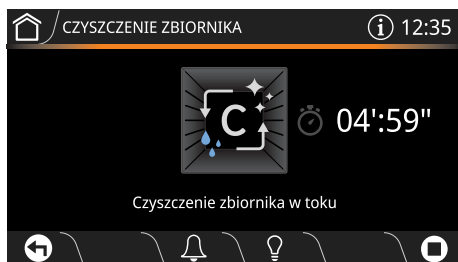 CZYSZCZENIE ZBIORNIKA
i 12:35
C
04':59"
Czyszczenie zbiornika w toku